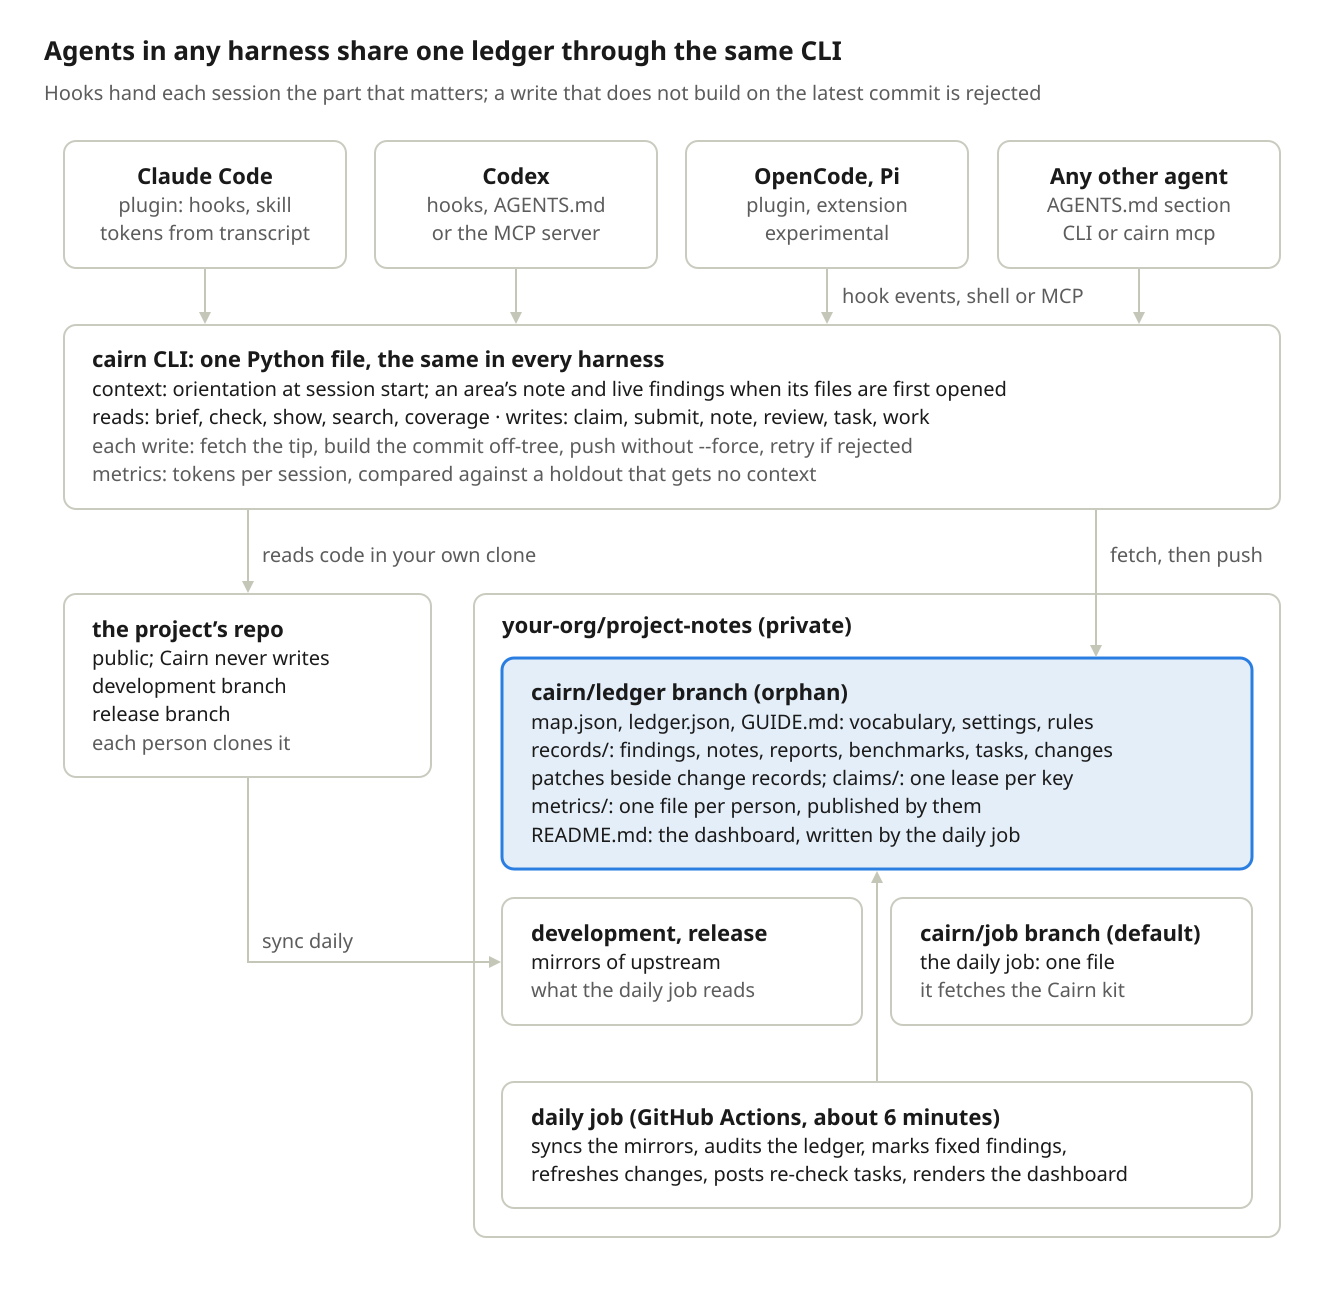 Agents in any harness share one ledger through the same CLI
Hooks hand each session the part that matters; a write that does not build on the latest commit is rejected
Claude Code
plugin: hooks, skill
tokens from transcript
Codex
hooks, AGENTS.md
or the MCP server
OpenCode, Pi
plugin, extension
experimental
Any other agent
AGENTS.md section
CLI or cairn mcp
hook events, shell or MCP
cairn CLI: one Python file, the same in every harness
context: orientation at session start; an area’s note and live findings when its files are first opened
reads: brief, check, show, search, coverage · writes: claim, submit, note, review, task, work
each write: fetch the tip, build the commit off-tree, push without --force, retry if rejected
metrics: tokens per session, compared against a holdout that gets no context
reads code in your own clone
fetch, then push
the project’s repo
public; Cairn never writes
development branch
release branch
each person clones it
your-org/project-notes (private)
cairn/ledger branch (orphan)
map.json, ledger.json, GUIDE.md: vocabulary, settings, rules
records/: findings, notes, reports, benchmarks, tasks, changes
patches beside change records; claims/: one lease per key
metrics/: one file per person, published by them
README.md: the dashboard, written by the daily job
sync daily
development, release
mirrors of upstream
what the daily job reads
cairn/job branch (default)
the daily job: one file
it fetches the Cairn kit
daily job (GitHub Actions, about 6 minutes)
syncs the mirrors, audits the ledger, marks fixed findings,
refreshes changes, posts re-check tasks, renders the dashboard